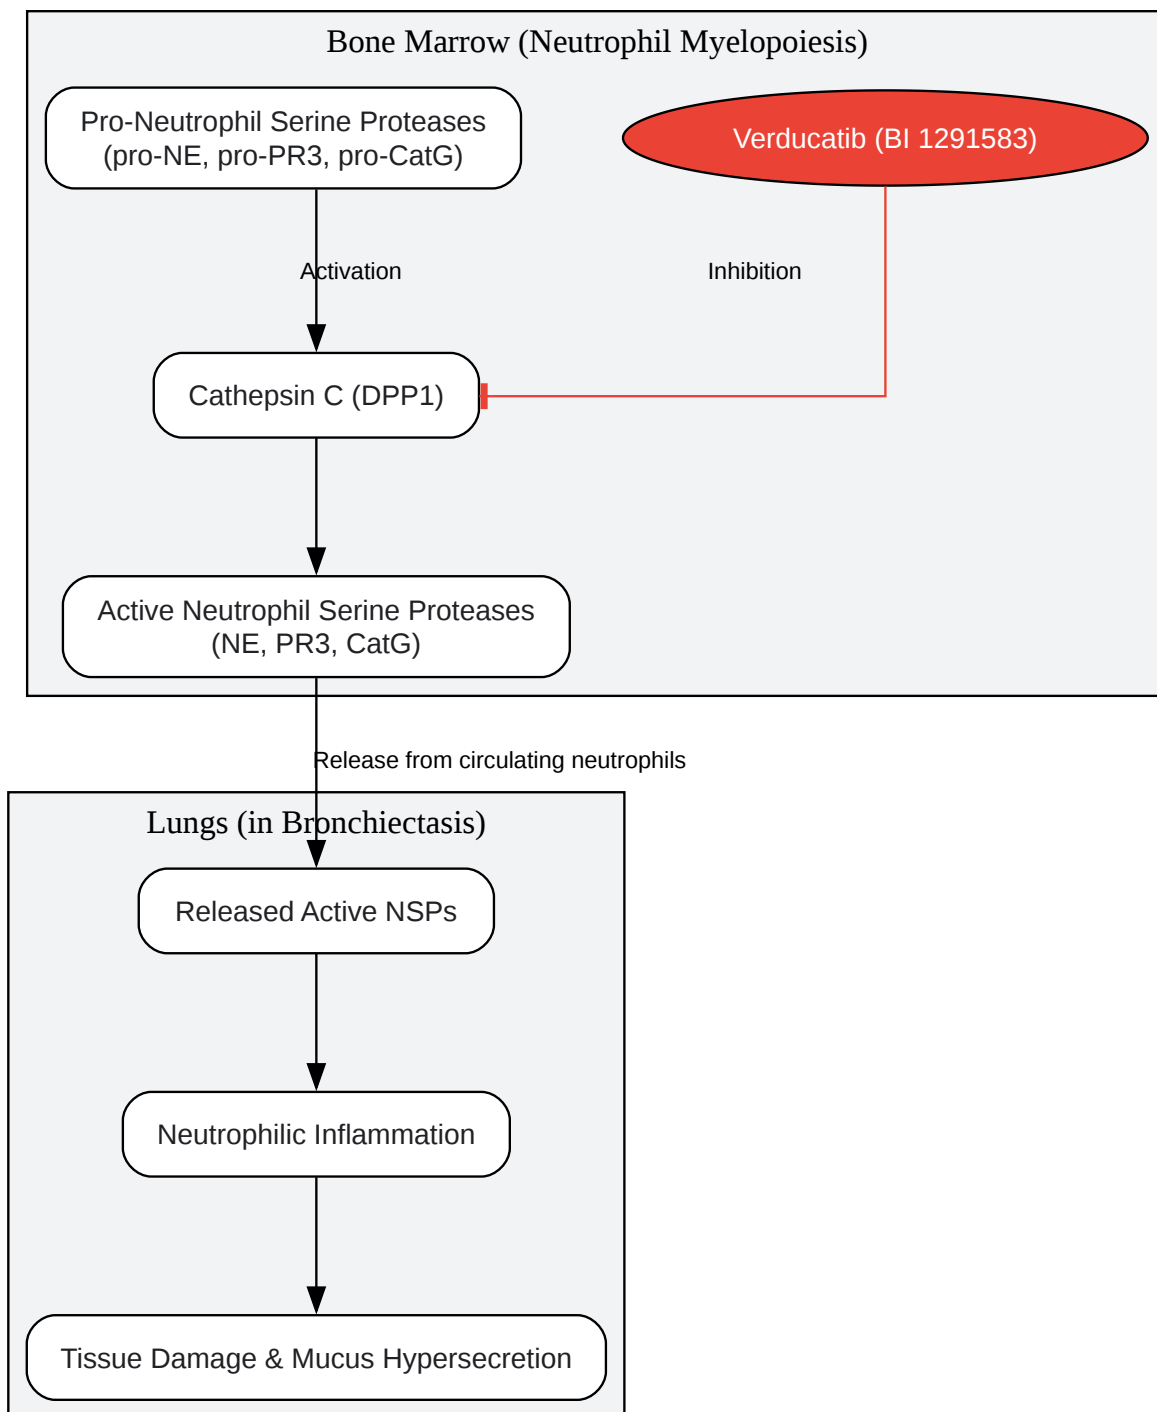 Bone Marrow (Neutrophil Myelopoiesis)
Pro-Neutrophil Serine Proteases
(pro-NE, pro-PR3, pro-CatG)
Verducatib (BI 1291583)
Activation
Inhibition
Cathepsin C (DPP1)
Active Neutrophil Serine Proteases
(NE, PR3, CatG)
Release from circulating neutrophils
Lungs (in Bronchiectasis)
Released Active NSPs
Neutrophilic Inflammation
Tissue Damage & Mucus Hypersecretion